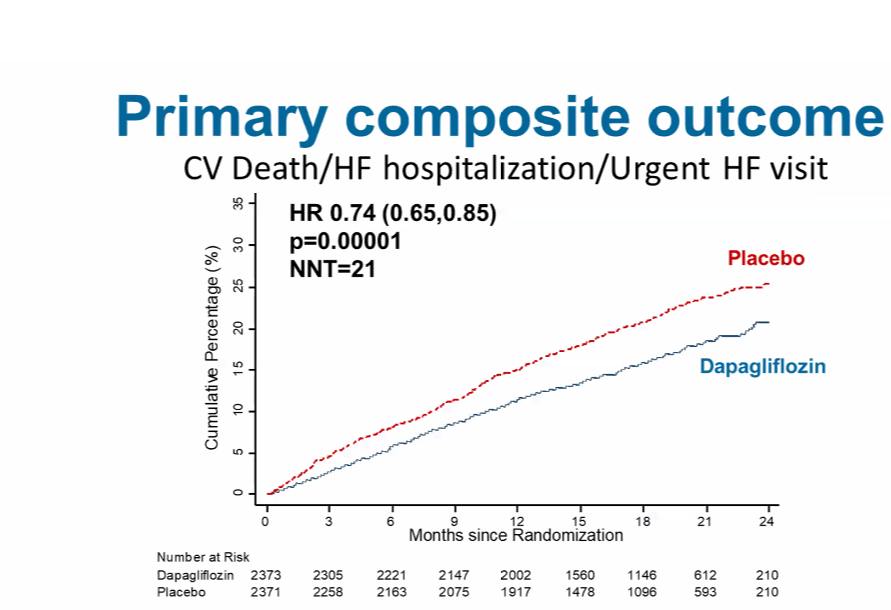 Primary composite outcome
CV Death/HF hospitalization/Urgent HF visit
HR 0.74 (0.65,0.85)
p=0.00001
NNT=21
Placebo
Dapagliflozin
Cumulative Percentage (%)
35
30
25
20
15
10
5
0
0 3 6 9 12 15 18 21 24
Months since Randomization
Number at Risk
Dapagliflozin 2373 2305 2221 2147 2002 1560 1146 612 210
Placebo 2371 2258 2163 2075 1917 1478 1096 593 210